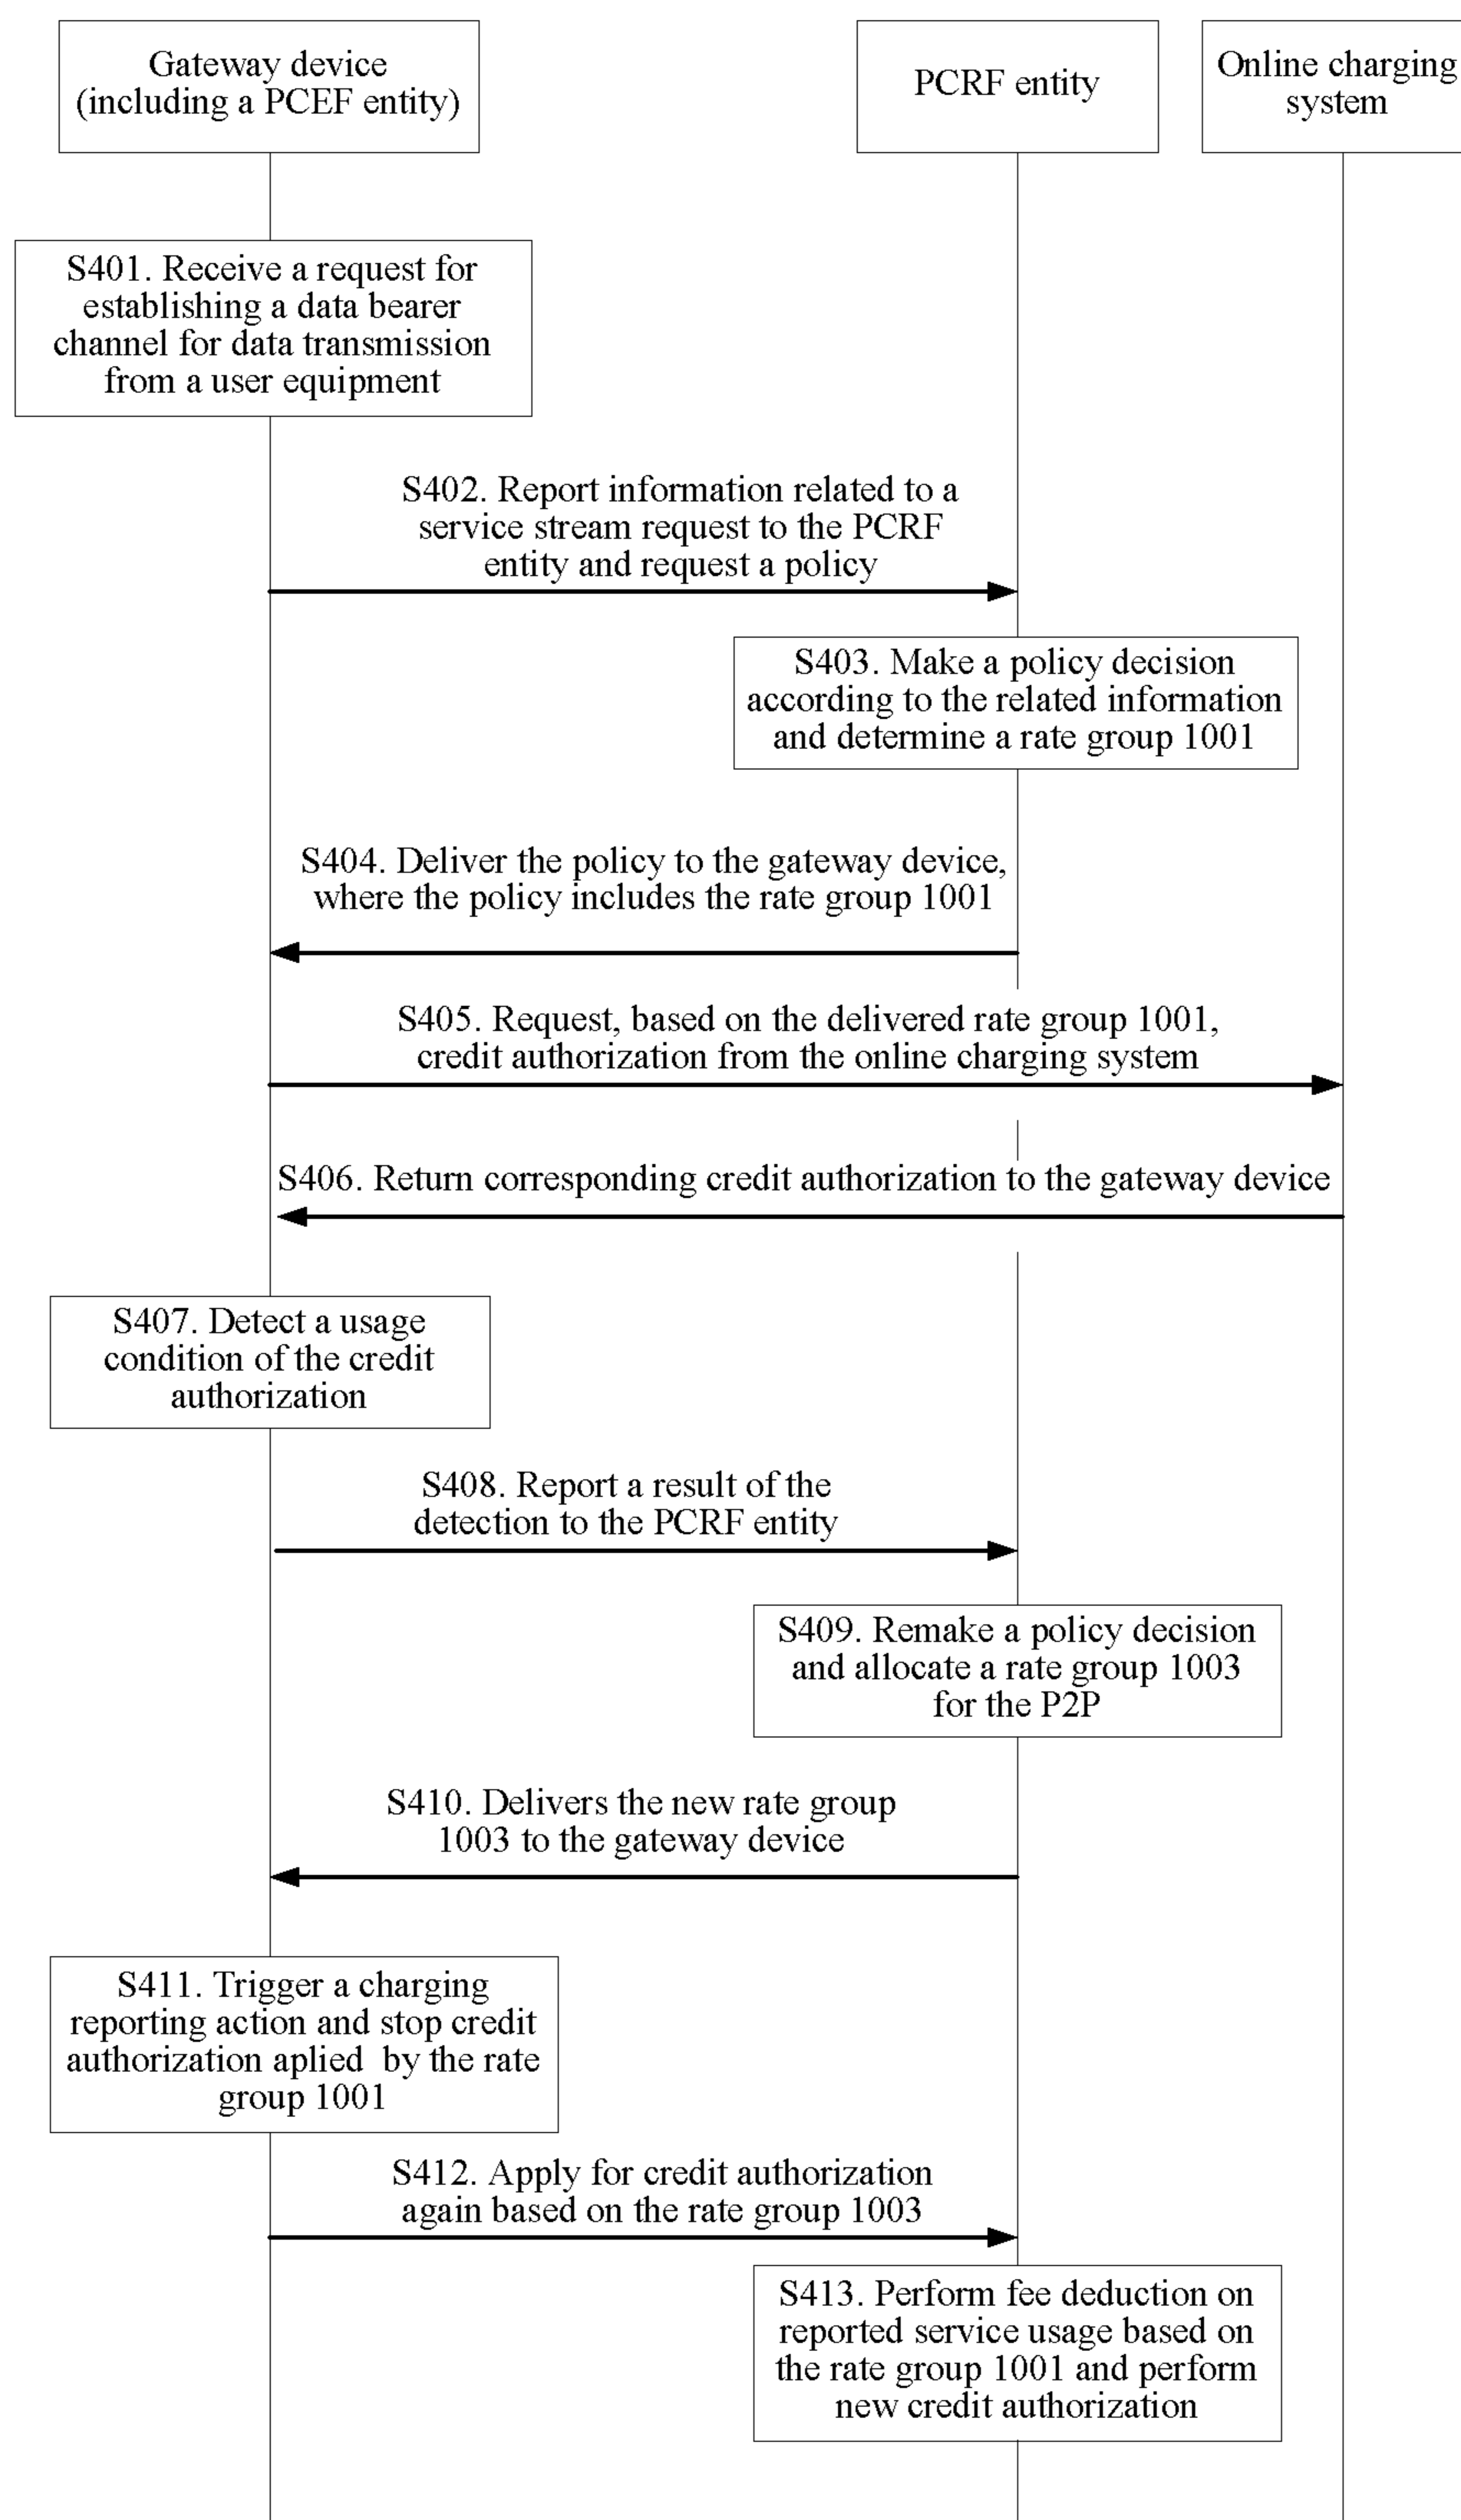 Gateway device
(including a PCEF entity)
PCRF entity
Online charging
system
S401. Receive a request for
establishing a data bearer
channel for data transmission
from a user equipment
S402. Report information related to a
service stream request to the PCRF
entity and request a policy
S403. Make a policy decision
according to the related information
and determine a rate group 1001
S404. Deliver the policy to the gateway device,
where the policy includes the rate group 1001
S405. Request, based on the delivered rate group 1001,
credit authorization from the online charging system
S406. Return corresponding credit authorization to the gateway device
S407. Detect a usage
condition of the credit
authorization
S408. Report a result of the
detection to the PCRF entity
S409. Remake a policy decision
and allocate a rate group 1003
for the P2P
S410. Delivers the new rate group
1003 to the gateway device
S411. Trigger a charging
reporting action and stop credit
authorization aplied by the rate
group 1001
S412. Apply for credit authorization
again based on the rate group 1003
S413. Perform fee deduction on
reported service usage based on
the rate group 1001 and perform
new credit authorization